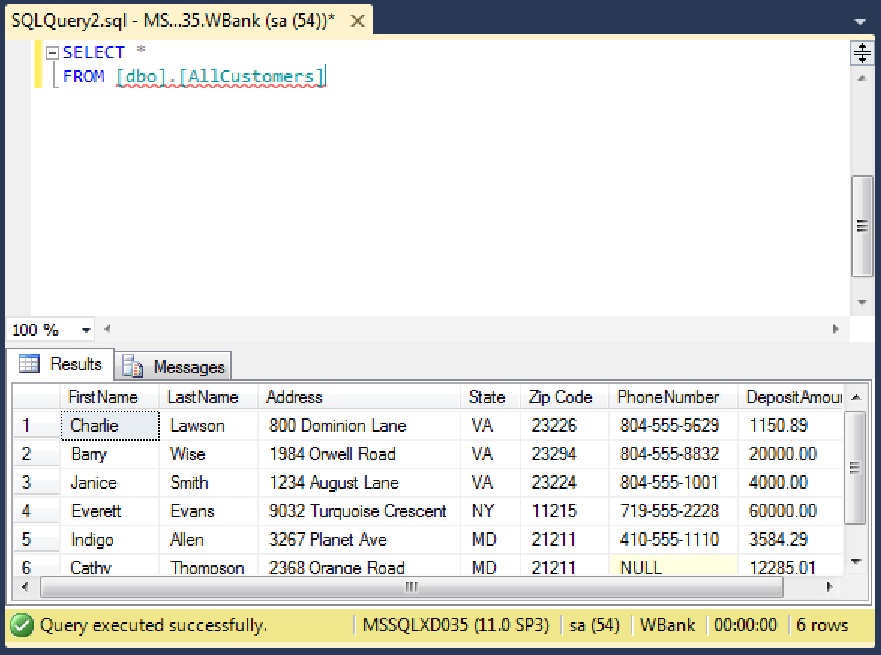 SQLQuery2.sql - MS...35.WBank (sa (54))*
SELECT *
FROM [dbo].[AllCustomers]
100 %
Results Messages
FirstName LastName Address State Zip Code PhoneNumber DepositAmou
1 Charlie Lawson 800 Dominion Lane VA 23226 804-555-5629 1150.89
2 Barry Wise 1984 Orwell Road VA 23294 804-555-8832 20000.00
3 Janice Smith 1234 August Lane VA 23224 804-555-1001 4000.00
4 Everett Evans 9032 Turquoise Crescent NY 11215 719-555-2228 60000.00
5 Indigo Allen 3267 Planet Ave MD 21211 410-555-1110 3584.29
6 Cathy Thompson 2368 Orange Road MD 21211 NULL 12285.01
Query executed successfully. MSSQLXD035 (11.0 SP3) sa (54) WBank 00:00:00 6 rows